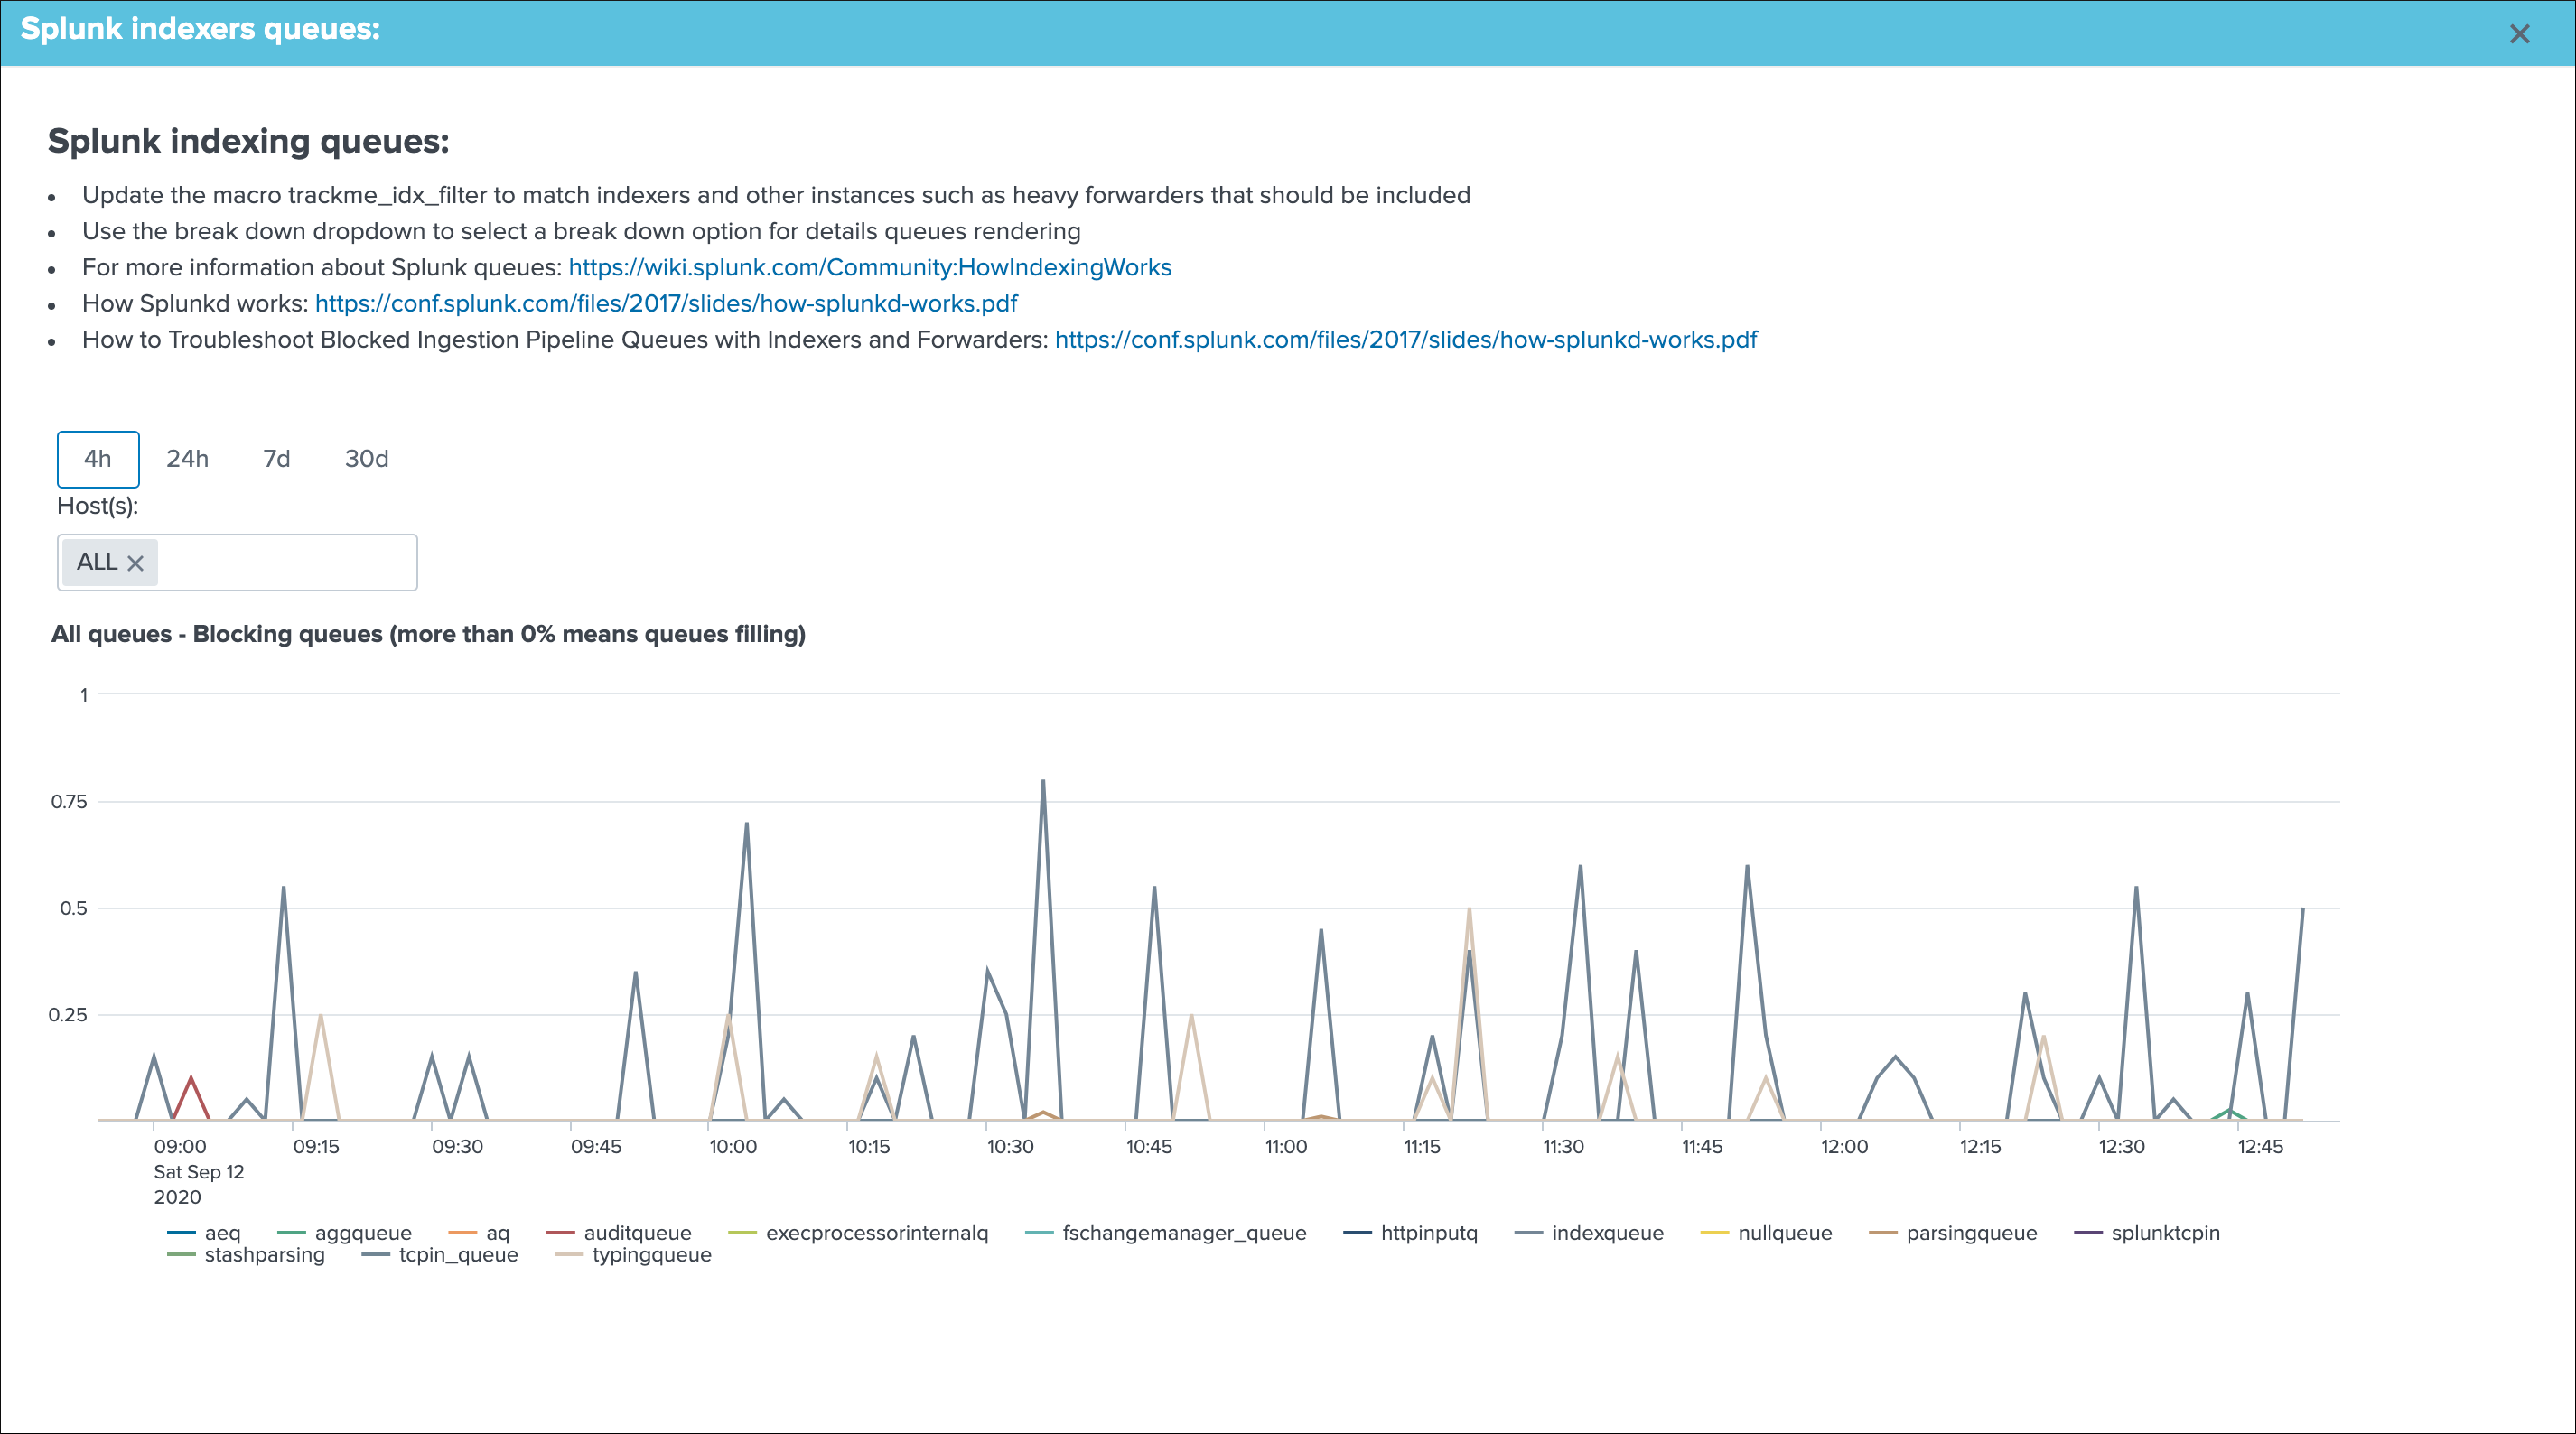 Splunk indexers queues:
Splunk indexing queues:
Update the macro trackme_idx_filter to match indexers and other instances such as heavy forwarders that should be included
Use the break down dropdown to select a break down option for details queues rendering
For more information about Splunk queues: https://wiki.splunk.com/Community:HowIndexingWorks
How Splunkd works: https://conf.splunk.com/files/2017/slides/how-splunkd-works.pdf
How to Troubleshoot Blocked Ingestion Pipeline Queues with Indexers and Forwarders: https://conf.splunk.com/files/2017/slides/how-splunkd-works.pdf
4h 24h 7d 30d
Host(s):
ALL
All queues - Blocking queues (more than 0% means queues filling)
1
0.75
0.5
0.25
09:00 09:15 09:30 09:45 10:00 10:15 10:30 10:45 11:00 11:15 11:30 11:45 12:00 12:15 12:30 12:45
Sat Sep 12
2020
aeq aggqueue aq auditqueue execprocessorinternalq fschangemanager_queue httpinputq indexqueue nullqueue parsingqueue splunktcpin
stashparsing tcpin_queue typingqueue